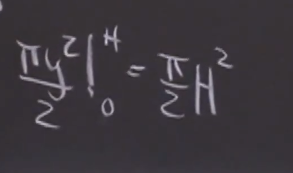 πy²/2 |₀ᴴ = π/2 H²